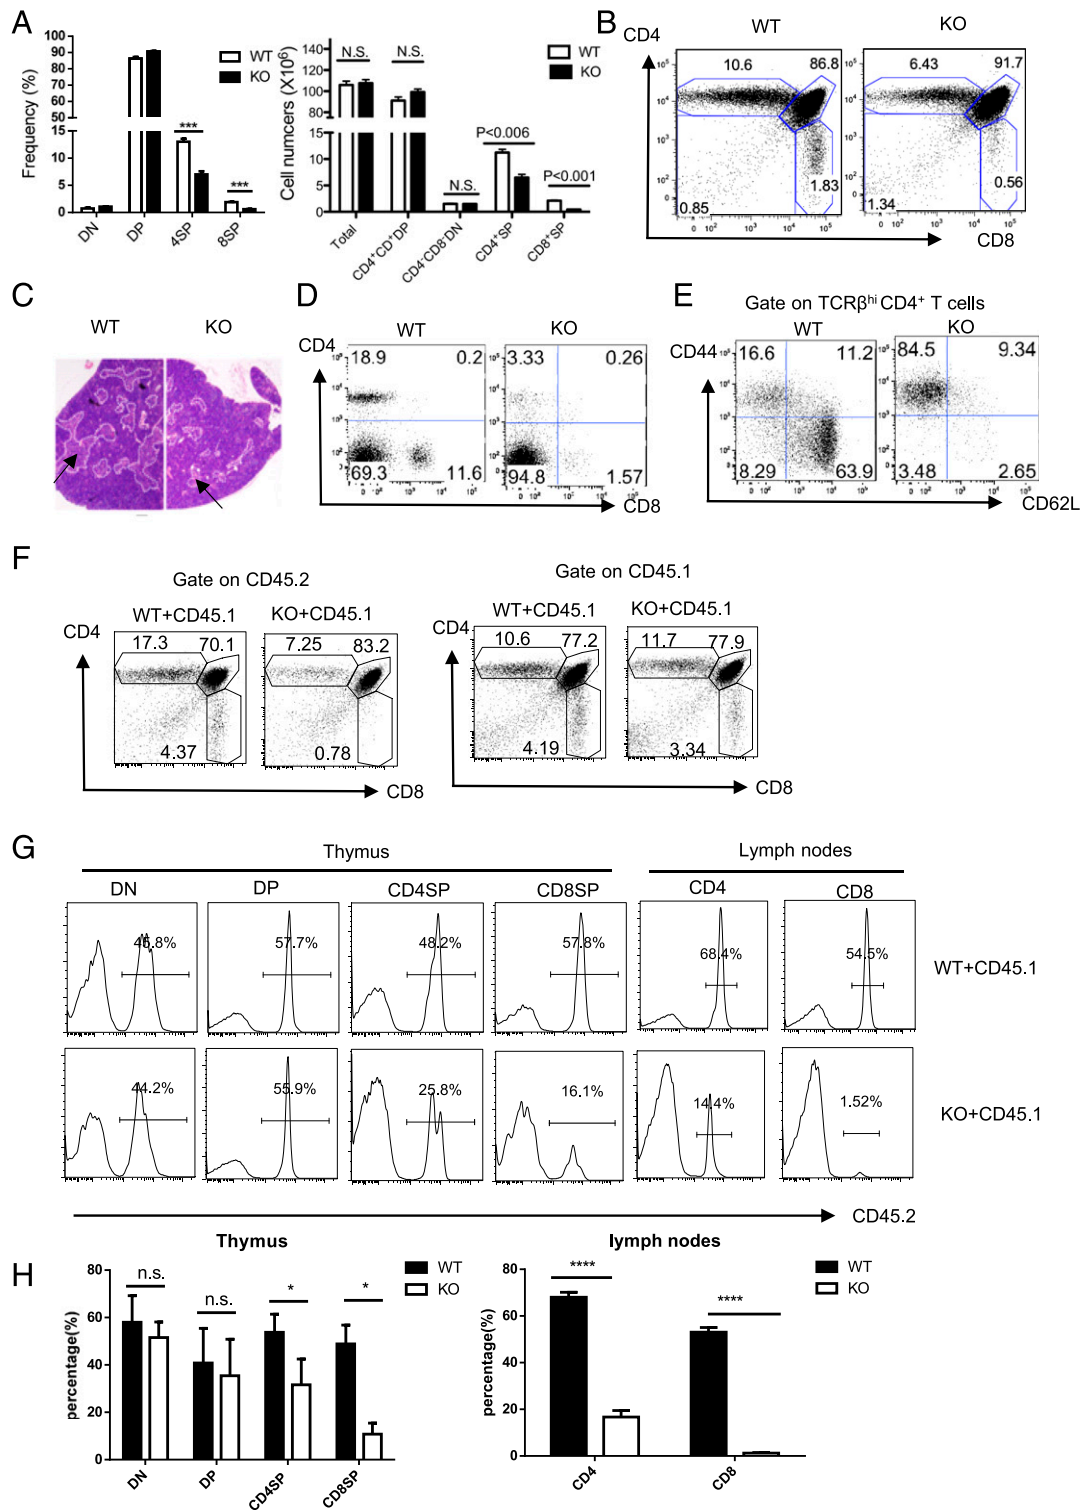 A
Frequency (%)
100
90
80
70
60
50
15
10
5
0
WT
KO
***
***
DN
DP
4SP
8SP
Cell numcers (X10⁶)
140
120
100
80
60
15
10
5
0
N.S.
N.S.
WT
KO
P<0.006
N.S.
P<0.001
Total
CD4⁺CD⁺DP
CD4⁻CD8⁻DN
CD4⁺SP
CD8⁺SP
B
CD4
WT
KO
10.6
86.8
1.83
0.85
6.43
91.7
0.56
1.34
CD8
C
WT
KO
D
CD4
WT
KO
18.9
0.2
69.3
11.6
3.33
0.26
94.8
1.57
CD8
E
Gate on TCRβʰⁱ CD4⁺ T cells
WT
KO
CD44
16.6
11.2
8.29
63.9
84.5
9.34
3.48
2.65
CD62L
F
Gate on CD45.2
Gate on CD45.1
WT+CD45.1
KO+CD45.1
WT+CD45.1
KO+CD45.1
CD4
17.3
70.1
4.37
7.25
83.2
0.78
CD8
CD4
10.6
77.2
4.19
11.7
77.9
3.34
CD8
G
Thymus
Lymph nodes
DN
DP
CD4SP
CD8SP
CD4
CD8
46.8%
57.7%
48.2%
57.8%
68.4%
54.5%
WT+CD45.1
44.2%
55.9%
25.8%
16.1%
14.4%
1.52%
KO+CD45.1
CD45.2
H
Thymus
percentage(%)
80
60
40
20
0
n.s.
n.s.
*
*
WT
KO
DN
DP
CD4SP
CD8SP
lymph nodes
percentage(%)
80
60
40
20
0
****
****
WT
KO
CD4
CD8